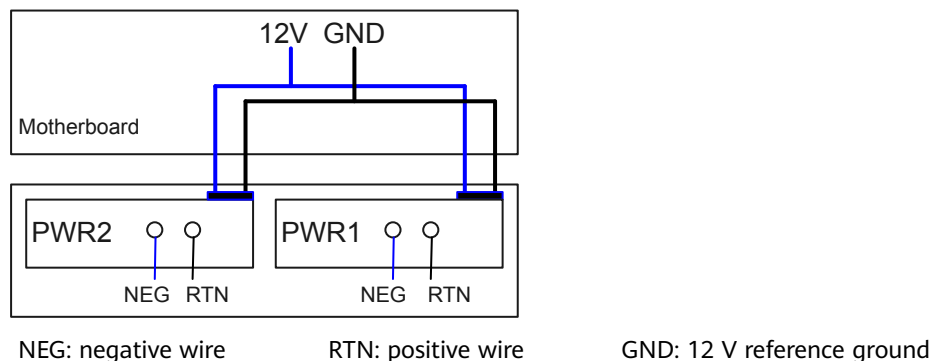 12V GND
Motherboard
PWR2 PWR1
NEG RTN NEG RTN
NEG: negative wire RTN: positive wire GND: 12 V reference ground